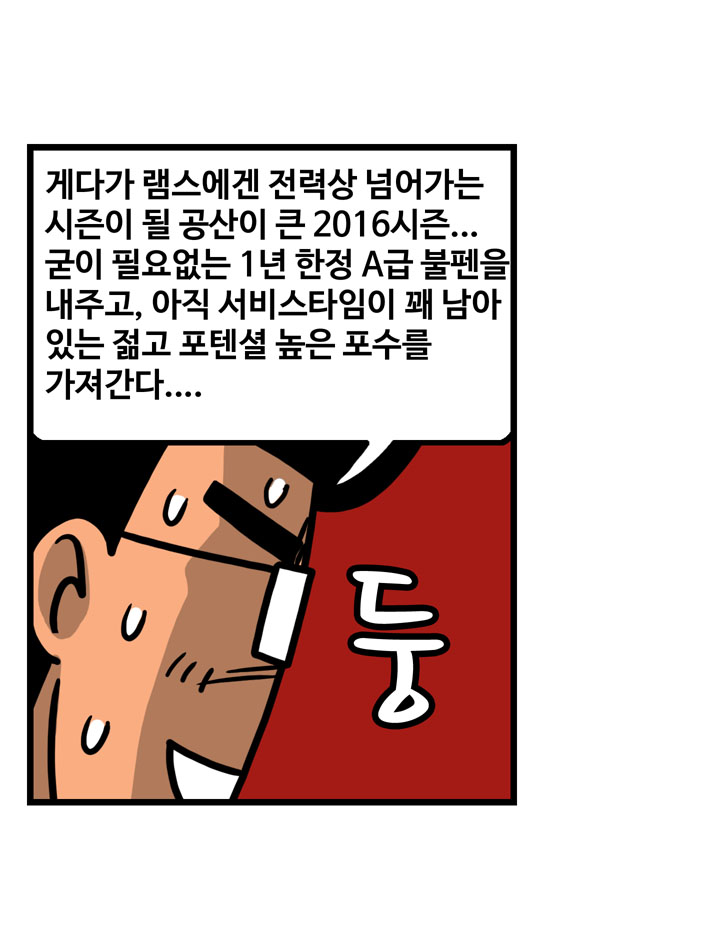 게다가 램스에겐 전력상 넘어가는
시즌이 될 공산이 큰 2016시즌...
굳이 필요없는 1년 한정 A급 불펜을
내주고, 아직 서비스타임이 꽤 남아
있는 젊고 포텐셜 높은 포수를
가져간다....
둥